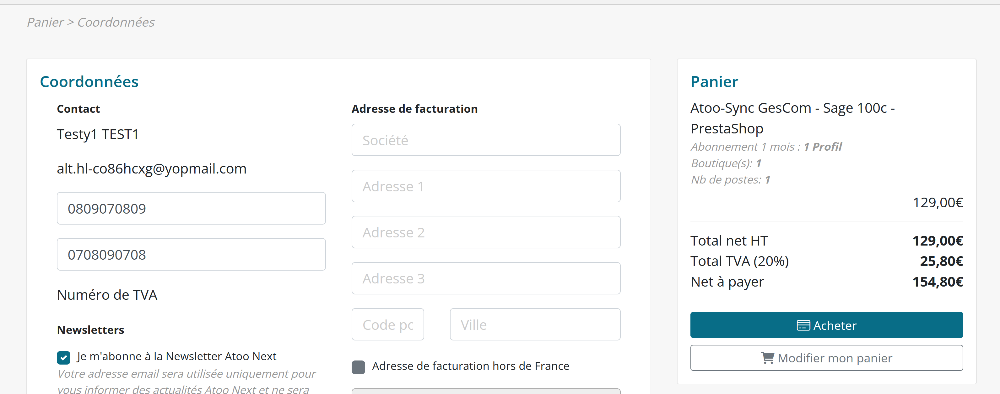 Panier > Coordonnées
Coordonnées
Contact
Testy1 TEST1
alt.hl-co86hcxg@yopmail.com
0809070809
0708090708
Numéro de TVA
Newsletters
Je m'abonne à la Newsletter Atoo Next
Votre adresse email sera utilisée uniquement pour
vous informer des actualités Atoo Next et ne sera
Adresse de facturation
Société
Adresse 1
Adresse 2
Adresse 3
Code pc
Ville
Adresse de facturation hors de France
Panier
Atoo-Sync GesCom - Sage 100c -
PrestaShop
Abonnement 1 mois : 1 Profil
Boutique(s): 1
Nb de postes: 1
129,00€
Total net HT 129,00€
Total TVA (20%) 25,80€
Net à payer 154,80€
Acheter
Modifier mon panier